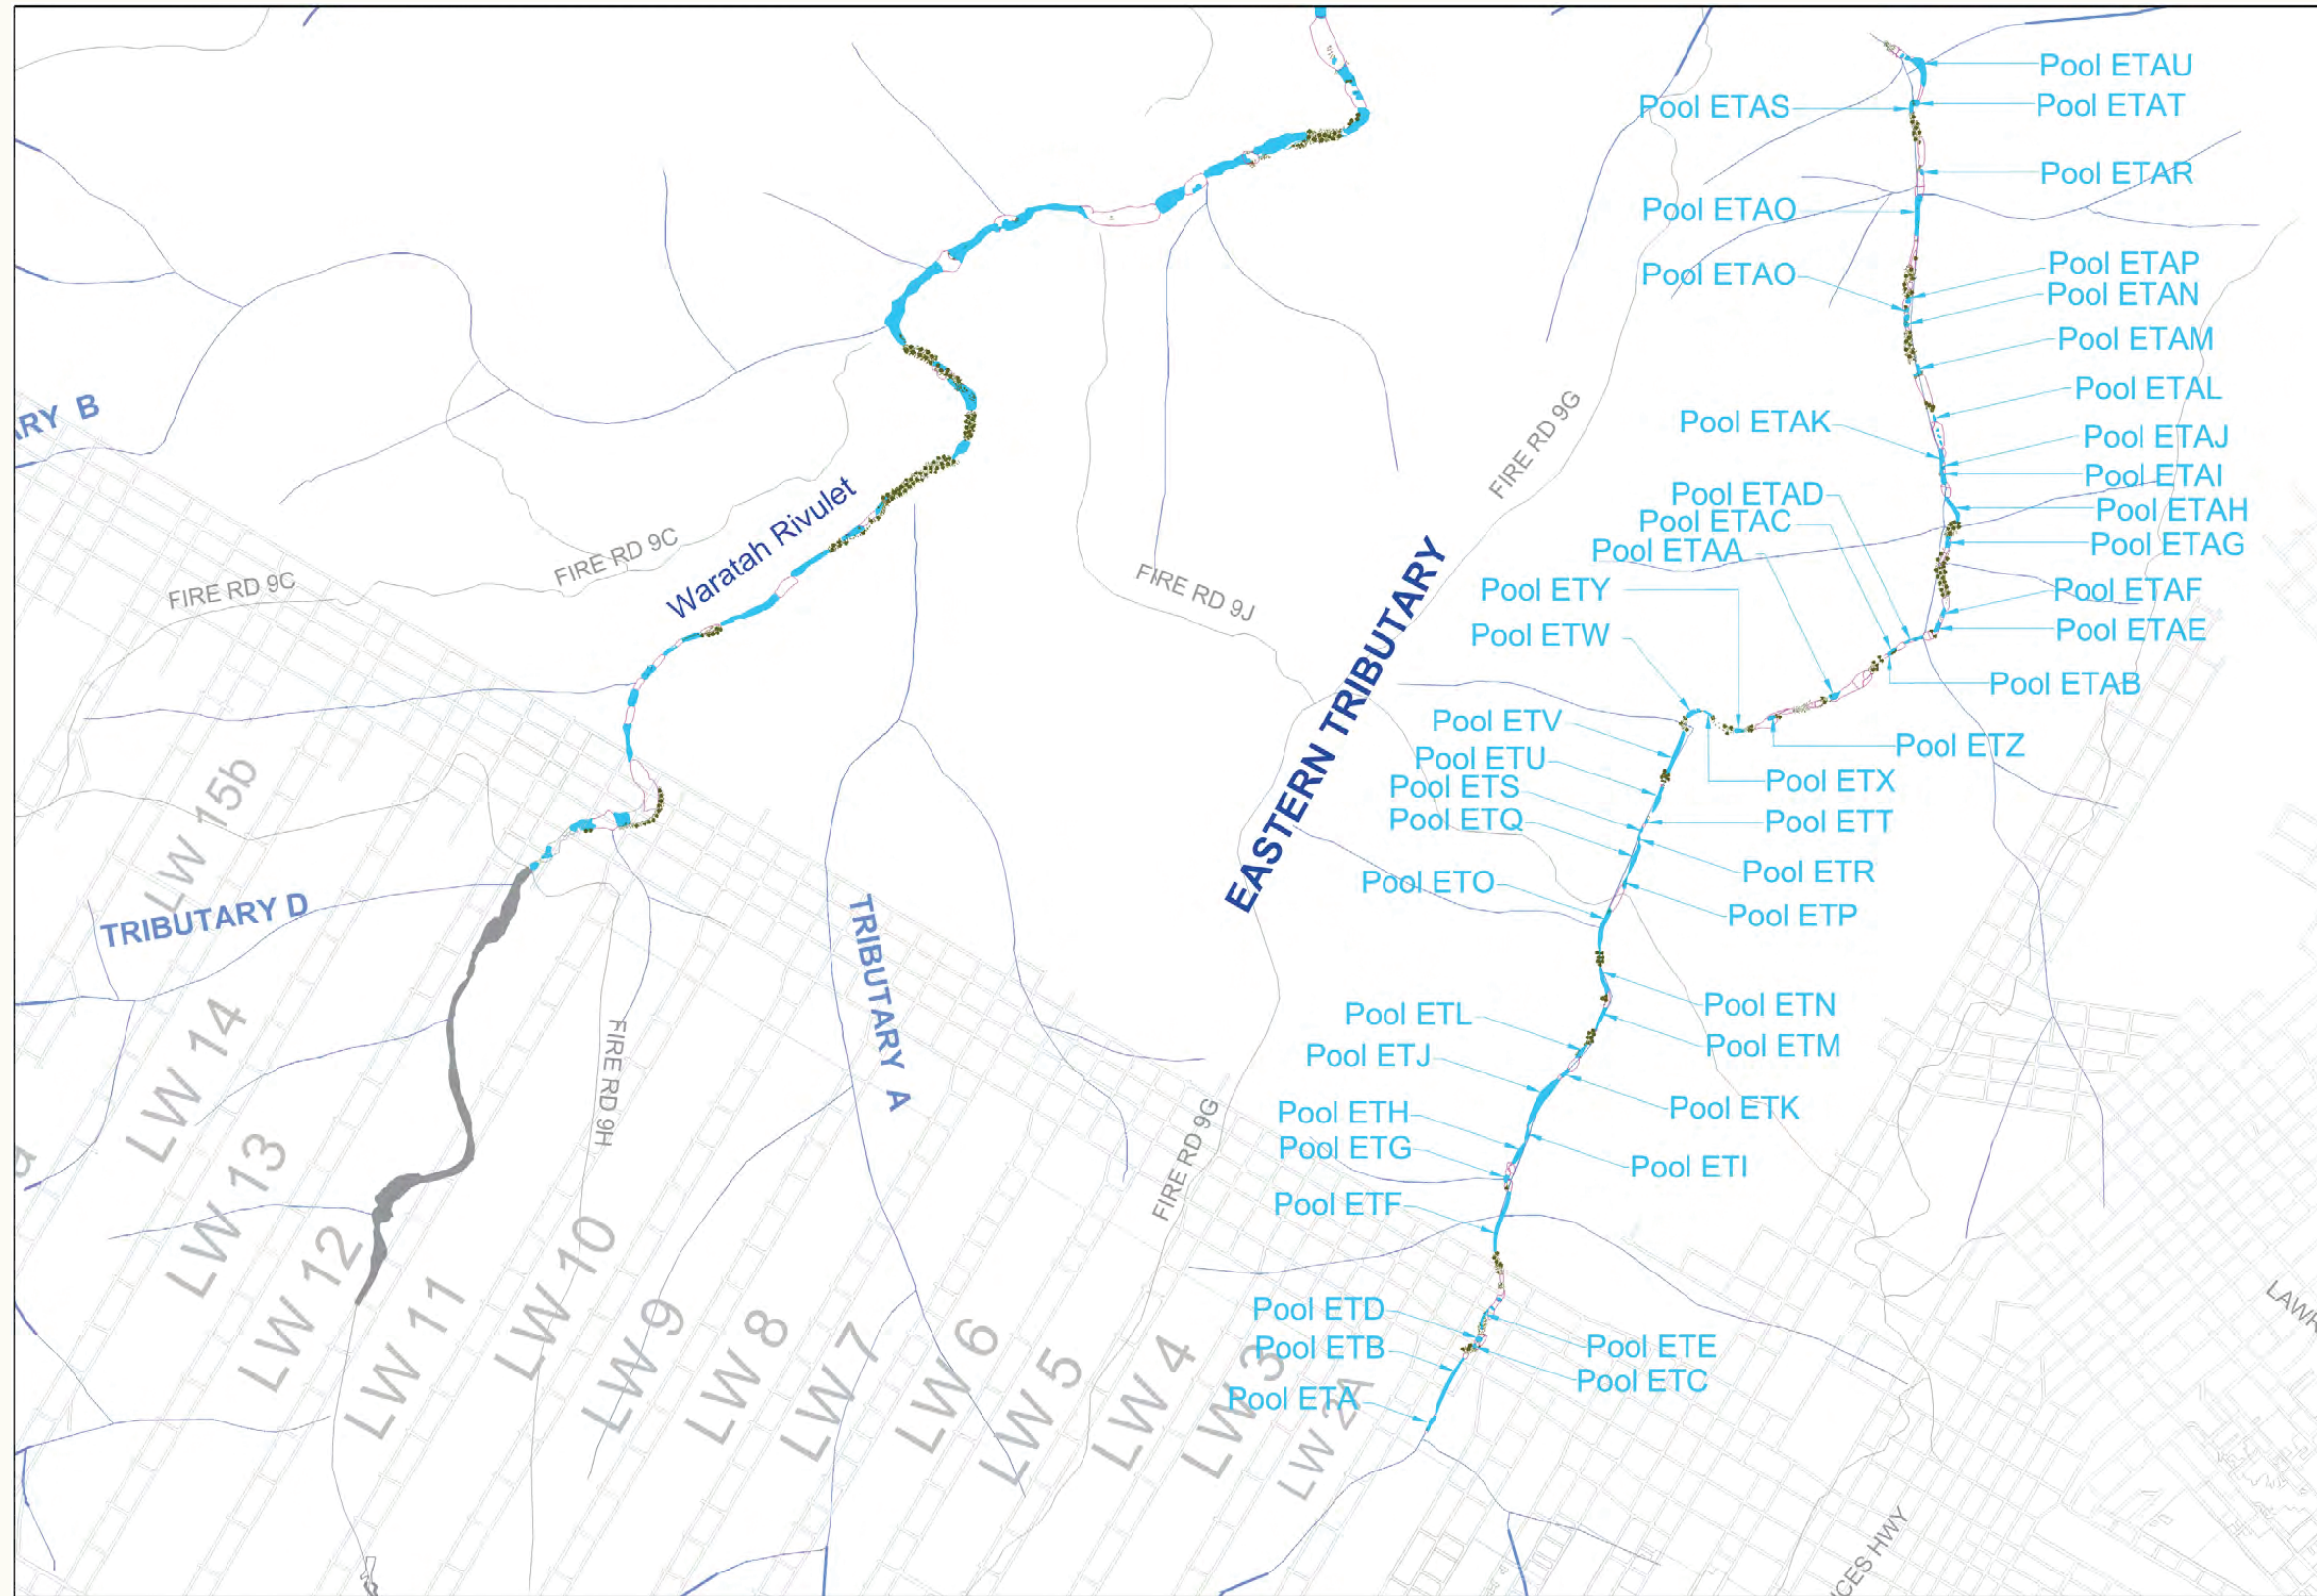 Pool ETAU
Pool ETAS
Pool ETAT
Pool ETAR
Pool ETAO
Pool ETAP
Pool ETAO
Pool ETAN
Pool ETAM
Pool ETAL
RY B
Pool ETAK
Pool ETAJ
FIRE RD 9G
Pool ETAI
Pool ETAD
Pool ETAH
Pool ETAC
Pool ETAG
Pool ETAA
Waratah Rivulet
FIRE RD 9C
FIRE RD 9C
FIRE RD 9J
Pool ETY
Pool ETAF
Pool ETAE
Pool ETW
Pool ETAB
EASTERN TRIBUTARY
Pool ETV
Pool ETZ
Pool ETU
Pool ETX
Pool ETS
Pool ETQ
Pool ETT
LW 15b
Pool ETR
Pool ETO
Pool ETP
TRIBUTARY D
TRIBUTARY A
Pool ETN
Pool ETL
Pool ETM
Pool ETJ
LW 14
FIRE RD 9H
Pool ETK
Pool ETH
Pool ETG
FIRE RD 9G
Pool ETI
LW 13
Pool ETF
LW 12
LW 11
LW 10
Pool ETD
LAWR
Pool ETB
Pool ETE
Pool ETC
Pool ETA
LW 9
LW 8
LW 7
LW 6
LW 5
LW 4
LW 3
LW 2A
CES HWY